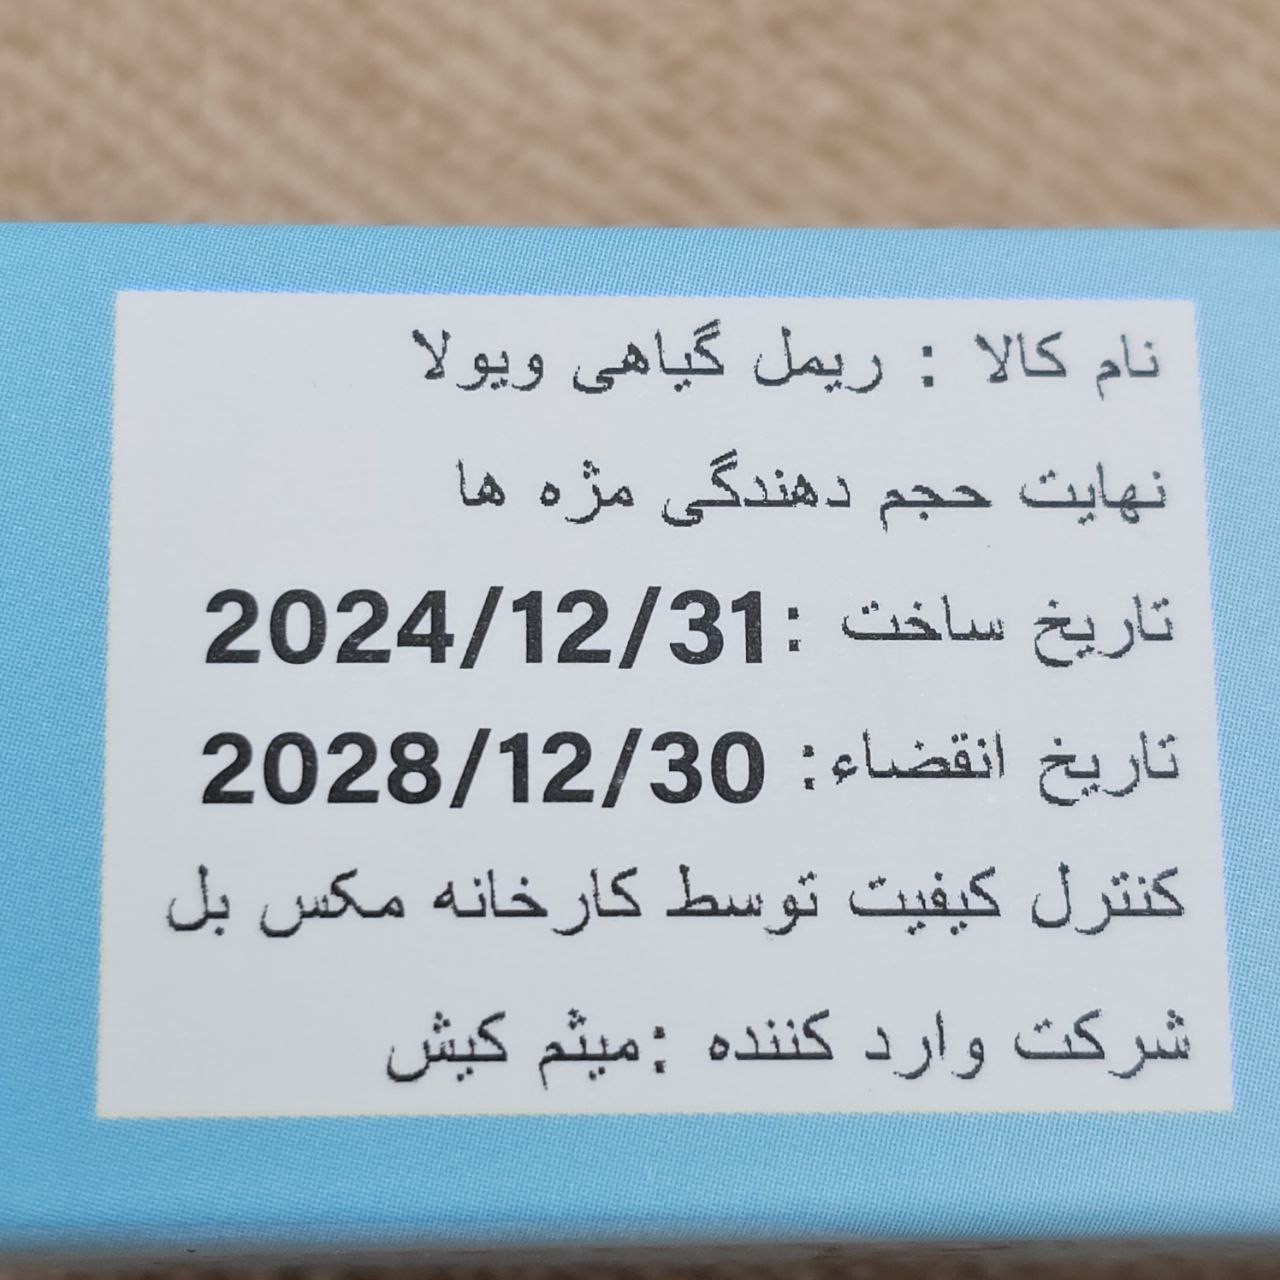 نام کالا : ریمل گیاهی ویولا
نهایت حجم دهندگی مژه ها
تاریخ ساخت :2024/12/31
تاریخ انقضاء: 2028/12/30
کنترل کیفیت توسط کارخانه مکس بل
شرکت وارد کننده :میثم کیش